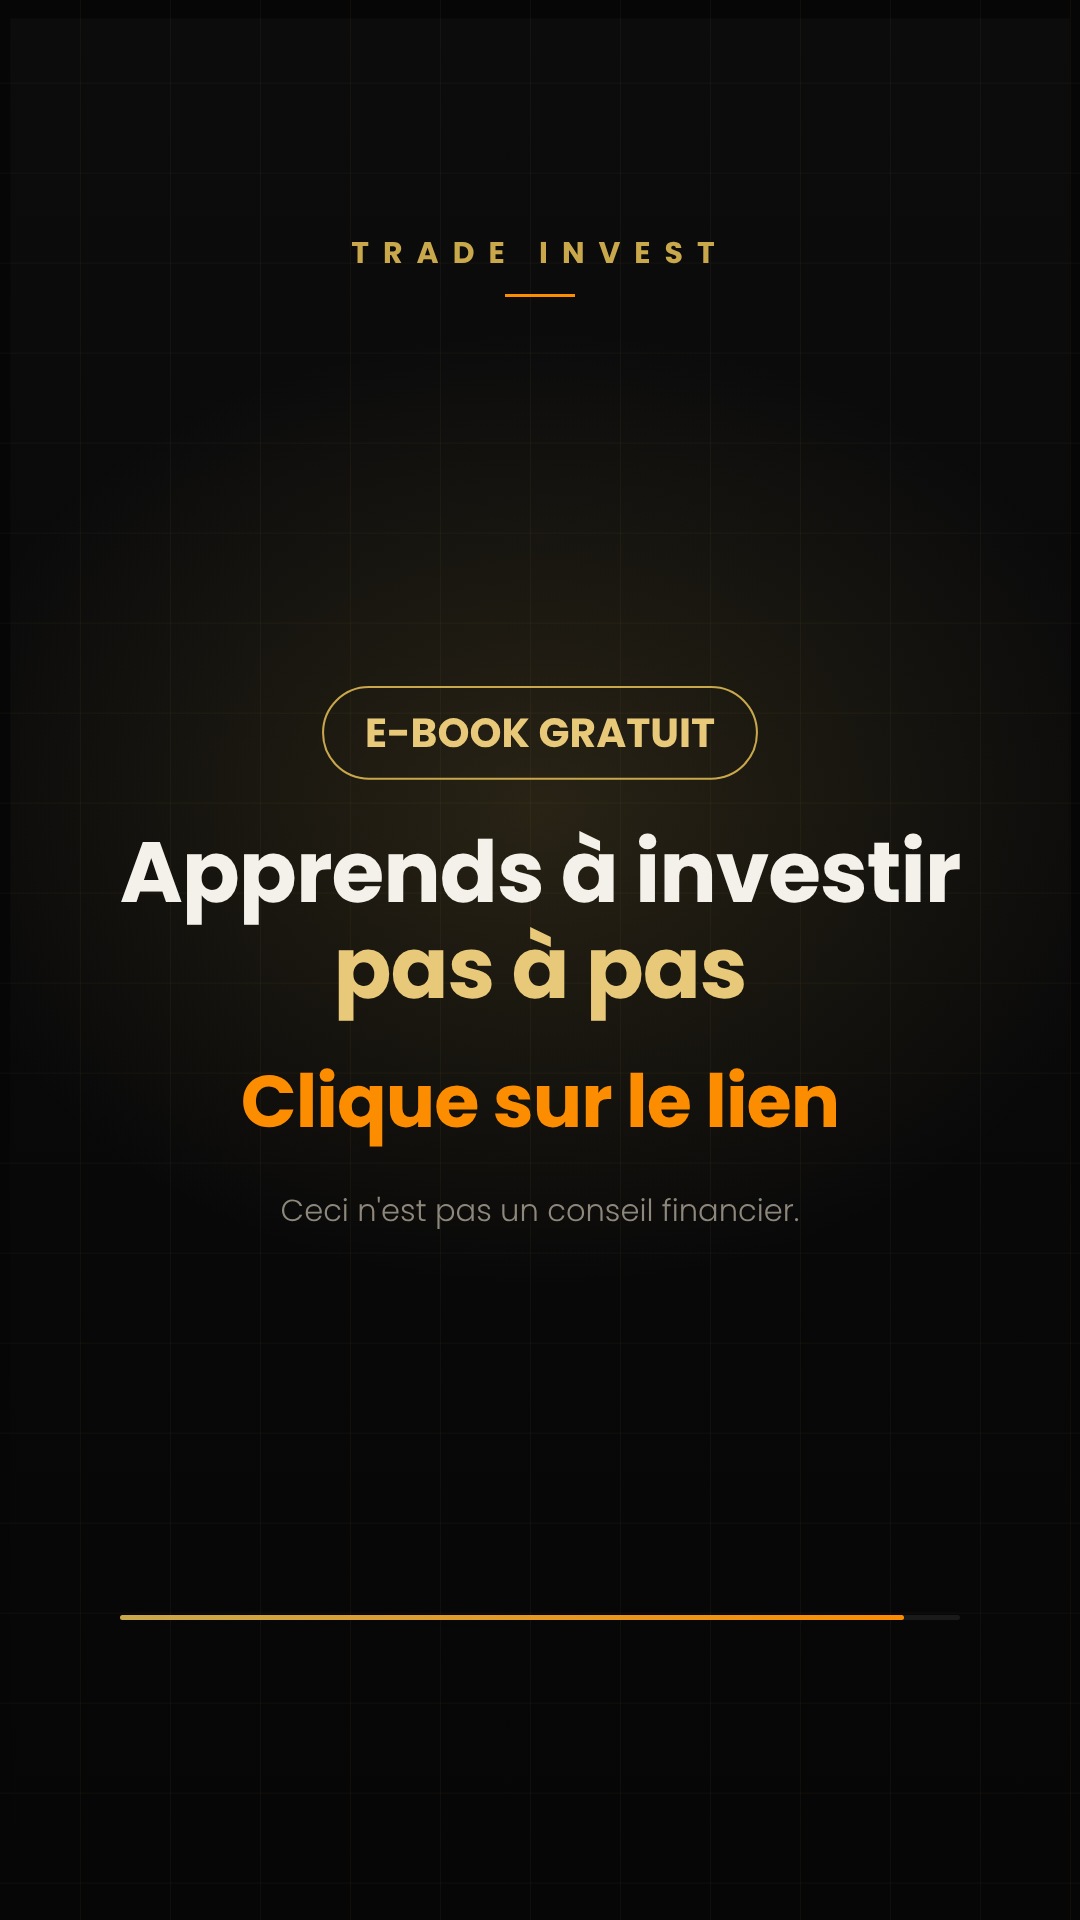 TRADE INVEST
E-BOOK GRATUIT
Apprends à investir
pas à pas
Clique sur le lien
Ceci n'est pas un conseil financier.